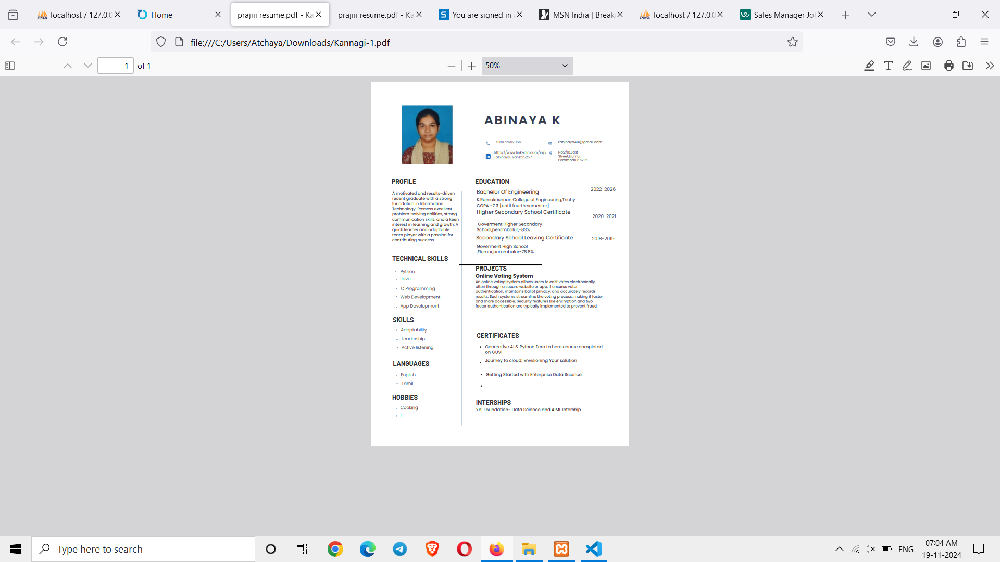 localhost / 127.0.0
Home
prajiii resume.pdf - Ka
prajiii resume.pdf - Ka
You are signed in a
MSN India | Break
localhost / 127.0.0
Sales Manager Jo
file:///C:/Users/Atchaya/Downloads/Kannagi-1.pdf
1 of 1
50%
ABINAYA K
+918072602966
kabinaya414@gmail.com
https://www.linkedin.com/in/k
-abinaya-9a5b35257
No:2/18,East
Street,Elumur,
Perambalur 62115
PROFILE
A motivated and results-driven
recent graduate with a strong
foundation in Information
Technology. Possess excellent
problem-solving abilities, strong
communication skills, and a keen
interest in learning and growth. A
quick learner and adaptable
team player with a passion for
contributing success.
TECHNICAL SKILLS
Python
Java
C Programming
Web Development
App Development
SKILLS
Adaptability
Leadership
Active listening
LANGUAGES
English
Tamil
HOBBIES
Cooking
l
EDUCATION
Bachelor Of Engineering
2022-2026
K.Ramakrishnan College of Engineering,Trichy
CGPA -7.3 [until fourth semester]
Higher Secondary School Certificate
2020-2021
Goverment Higher Secondary
School,perambalur,-83%
Secondary School Leaving Certificate
2018-2019
Goverment High School
,Elumur,perambalur-78.8%
PROJECTS
Online Voting System
An online voting system allows users to cast votes electronically,
often through a secure website or app. It ensures voter
authentication, maintains ballot privacy, and accurately records
results. Such systems streamline the voting process, making it faster
and more accessible. Security features like encryption and two-
factor authentication are typically implemented to prevent fraud.
CERTIFICATES
Generative AI & Python Zero to hero course completed
on GUVI
Journey to cloud; Envisioning Your solution
Getting Started with Enterprise Data Science.
INTERSHIPS
Ybi Foundation- Data Science and AIML Intership
Type here to search
ENG
07:04 AM
19-11-2024